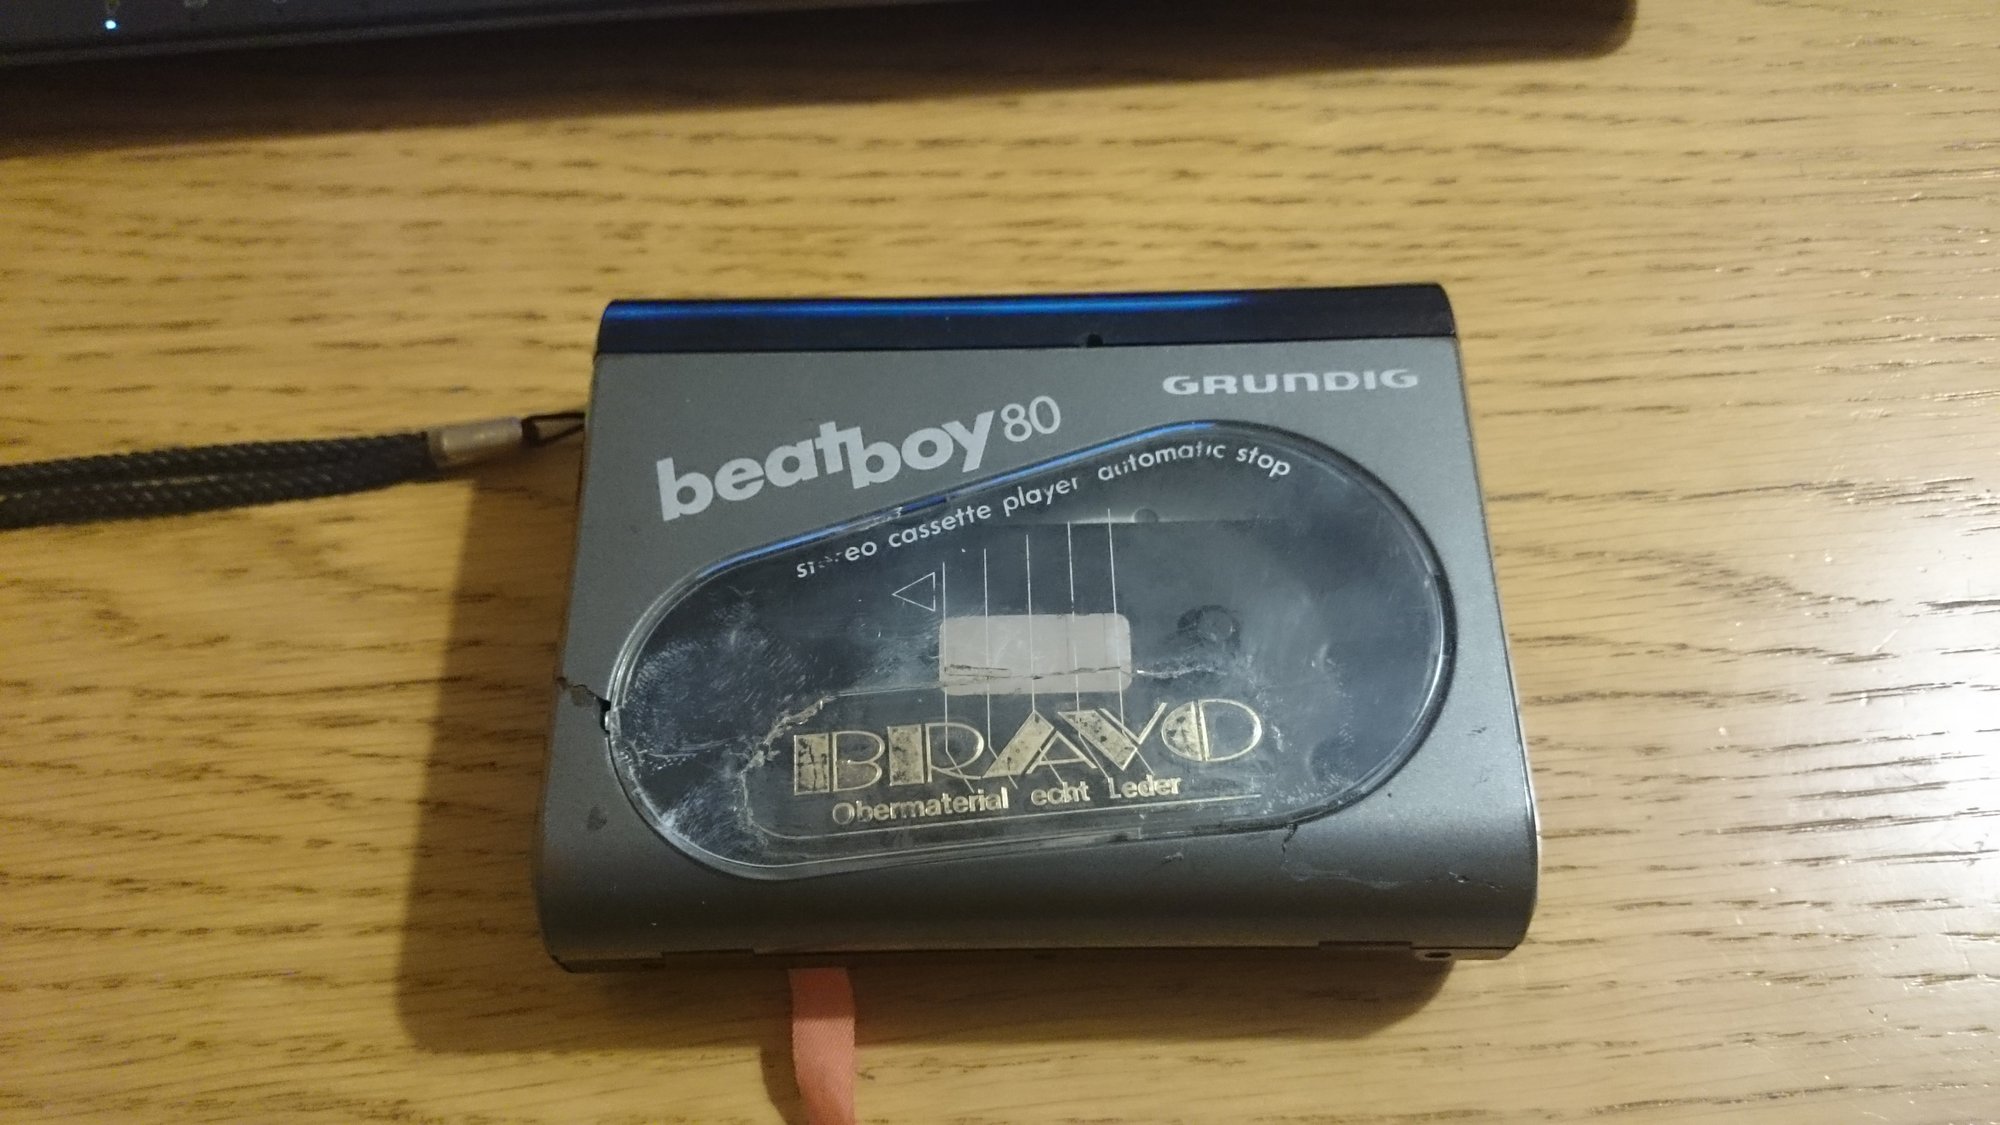 GRUNDIG
beatboy 80
stereo cassette player automatic stop
BRAVO
Obermaterial echt Leder